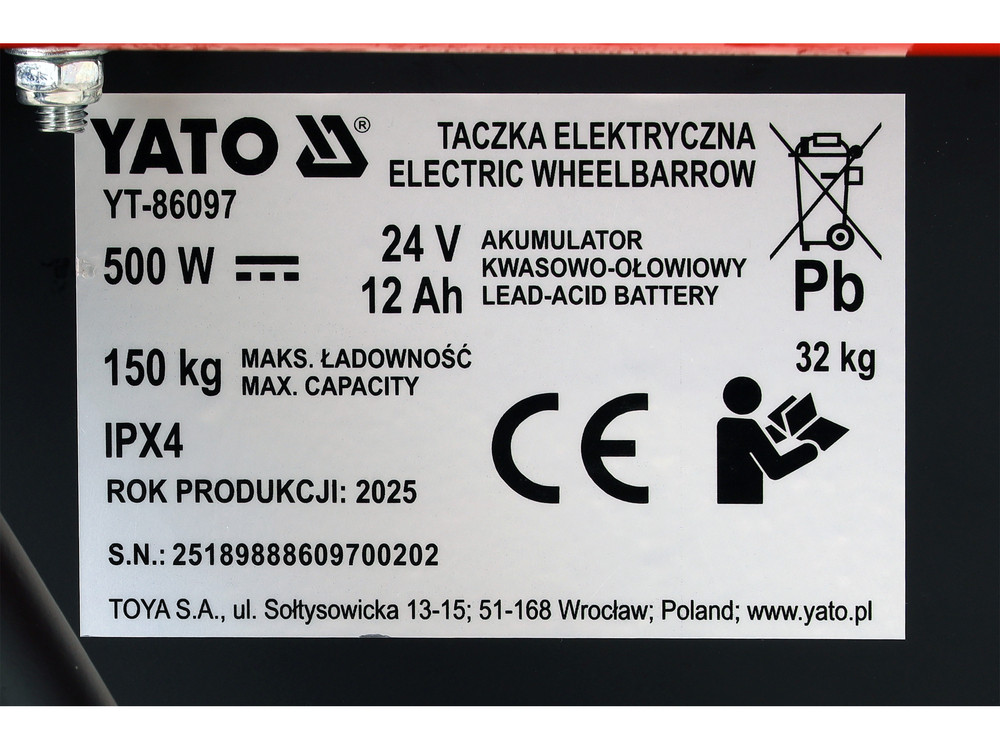 YATO ®
TACZKA ELEKTRYCZNA
ELECTRIC WHEELBARROW
YT-86097
500 W
24 V
12 Ah
AKUMULATOR
KWASOWO-OŁOWIOWY
LEAD-ACID BATTERY
Pb
150 kg
MAKS. ŁADOWNOŚĆ
MAX. CAPACITY
32 kg
IPX4
CE
ROK PRODUKCJI: 2025
S.N.: 25189888609700202
TOYA S.A., ul. Sołtysowicka 13-15; 51-168 Wrocław; Poland; www.yato.pl